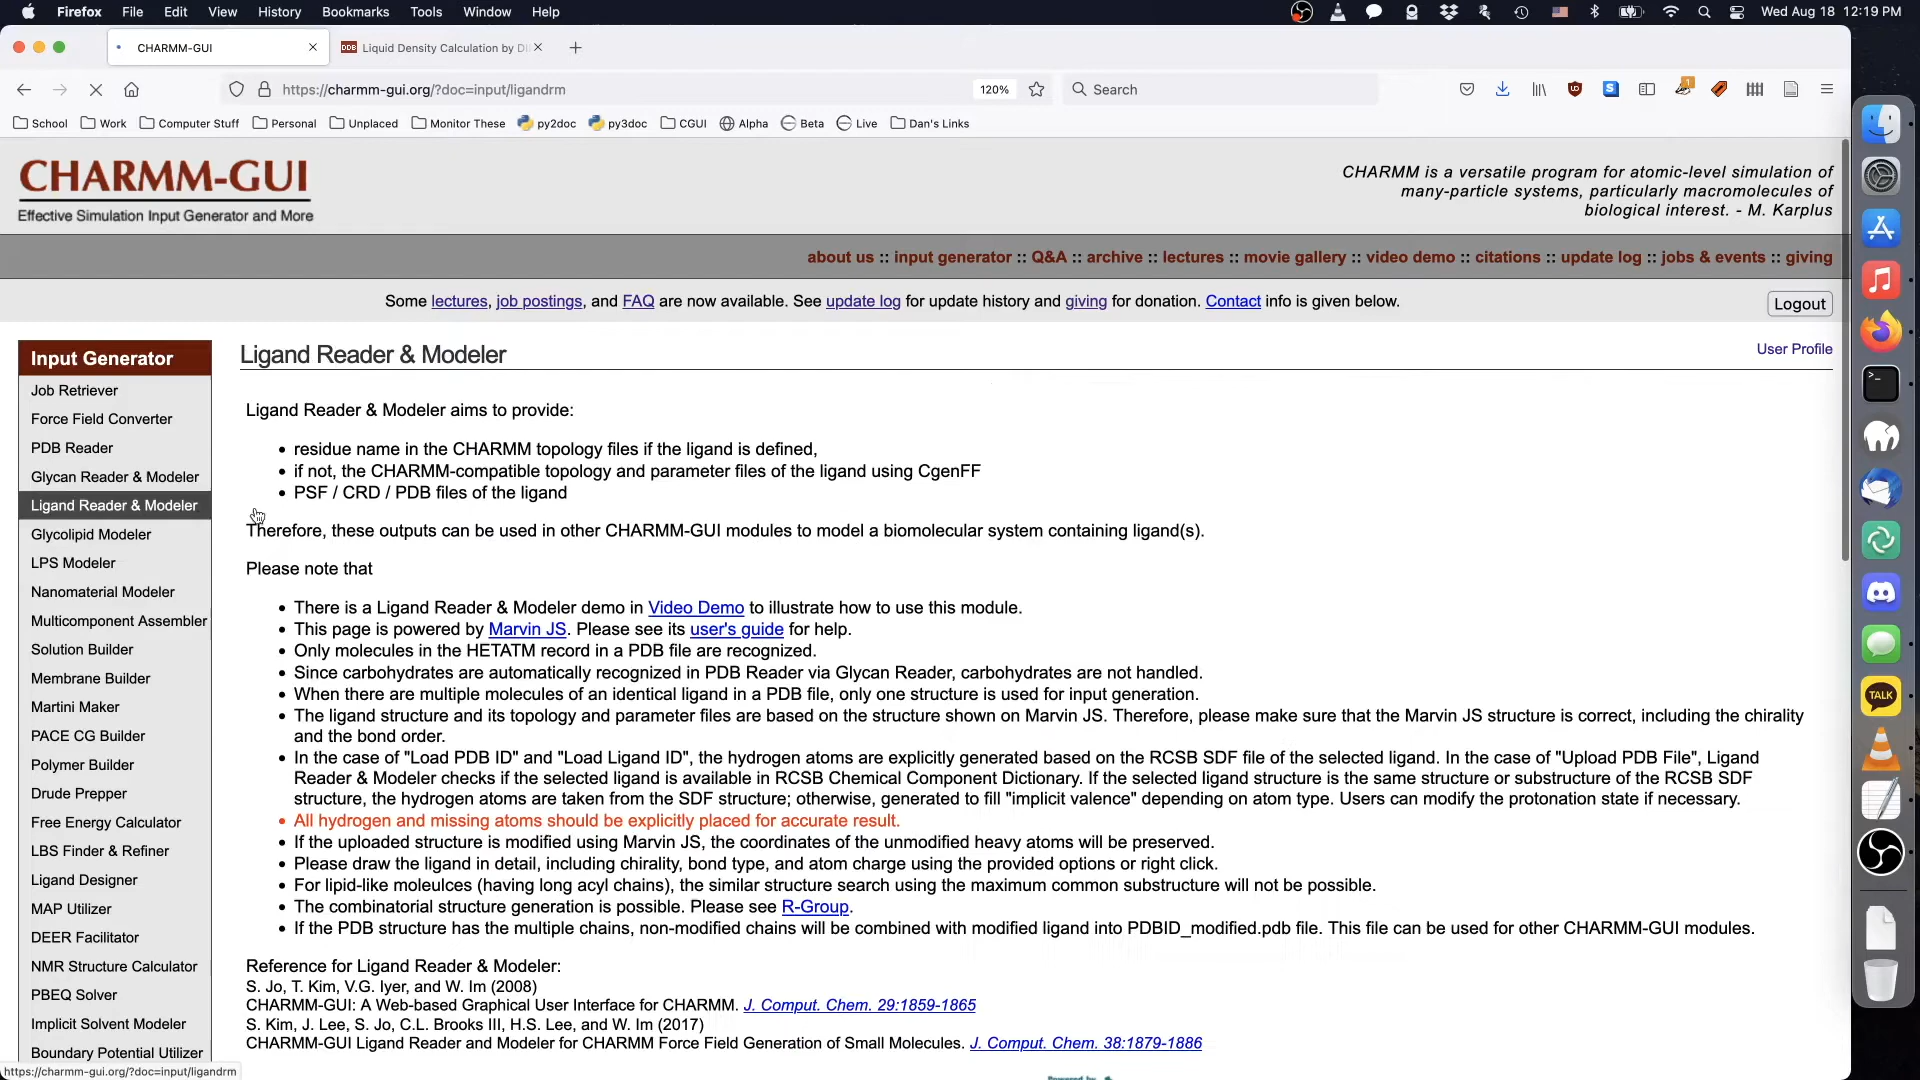 Firefox File Edit View History Bookmarks Tools Window Help Wed Aug 18 12:19 PM
CHARMM-GUI
DDB Liquid Density Calculation by D
https://charmm-gui.org/?doc=input/ligandrm 120% Search
School Work Computer Stuff Personal Unplaced Monitor These py2doc py3doc CGUI Alpha Beta Live Dan's Links
CHARMM-GUI
Effective Simulation Input Generator and More
CHARMM is a versatile program for atomic-level simulation of
many-particle systems, particularly macromolecules of
biological interest. - M. Karplus
about us :: input generator :: Q&A :: archive :: lectures :: movie gallery :: video demo :: citations :: update log :: jobs & events :: giving
Some lectures, job postings, and FAQ are now available. See update log for update history and giving for donation. Contact info is given below.
Logout
Input Generator
Job Retriever
Force Field Converter
PDB Reader
Glycan Reader & Modeler
Ligand Reader & Modeler
Glycolipid Modeler
LPS Modeler
Nanomaterial Modeler
Multicomponent Assembler
Solution Builder
Membrane Builder
Martini Maker
PACE CG Builder
Polymer Builder
Drude Prepper
Free Energy Calculator
LBS Finder & Refiner
Ligand Designer
MAP Utilizer
DEER Facilitator
NMR Structure Calculator
PBEQ Solver
Implicit Solvent Modeler
Boundary Potential Utilizer
Ligand Reader & Modeler
User Profile
Ligand Reader & Modeler aims to provide:
• residue name in the CHARMM topology files if the ligand is defined,
• if not, the CHARMM-compatible topology and parameter files of the ligand using CgenFF
• PSF / CRD / PDB files of the ligand
Therefore, these outputs can be used in other CHARMM-GUI modules to model a biomolecular system containing ligand(s).
Please note that
• There is a Ligand Reader & Modeler demo in Video Demo to illustrate how to use this module.
• This page is powered by Marvin JS. Please see its user's guide for help.
• Only molecules in the HETATM record in a PDB file are recognized.
• Since carbohydrates are automatically recognized in PDB Reader via Glycan Reader, carbohydrates are not handled.
• When there are multiple molecules of an identical ligand in a PDB file, only one structure is used for input generation.
• The ligand structure and its topology and parameter files are based on the structure shown on Marvin JS. Therefore, please make sure that the Marvin JS structure is correct, including the chirality
and the bond order.
• In the case of "Load PDB ID" and "Load Ligand ID", the hydrogen atoms are explicitly generated based on the RCSB SDF file of the selected ligand. In the case of "Upload PDB File", Ligand
Reader & Modeler checks if the selected ligand is available in RCSB Chemical Component Dictionary. If the selected ligand structure is the same structure or substructure of the RCSB SDF
structure, the hydrogen atoms are taken from the SDF structure; otherwise, generated to fill "implicit valence" depending on atom type. Users can modify the protonation state if necessary.
• All hydrogen and missing atoms should be explicitly placed for accurate result.
• If the uploaded structure is modified using Marvin JS, the coordinates of the unmodified heavy atoms will be preserved.
• Please draw the ligand in detail, including chirality, bond type, and atom charge using the provided options or right click.
• For lipid-like moleulces (having long acyl chains), the similar structure search using the maximum common substructure will not be possible.
• The combinatorial structure generation is possible. Please see R-Group.
• If the PDB structure has the multiple chains, non-modified chains will be combined with modified ligand into PDBID_modified.pdb file. This file can be used for other CHARMM-GUI modules.
Reference for Ligand Reader & Modeler:
S. Jo, T. Kim, V.G. Iyer, and W. Im (2008)
CHARMM-GUI: A Web-based Graphical User Interface for CHARMM. J. Comput. Chem. 29:1859-1865
S. Kim, J. Lee, S. Jo, C.L. Brooks III, H.S. Lee, and W. Im (2017)
CHARMM-GUI Ligand Reader and Modeler for CHARMM Force Field Generation of Small Molecules. J. Comput. Chem. 38:1879-1886
https://charmm-gui.org/?doc=input/ligandrm
TALK